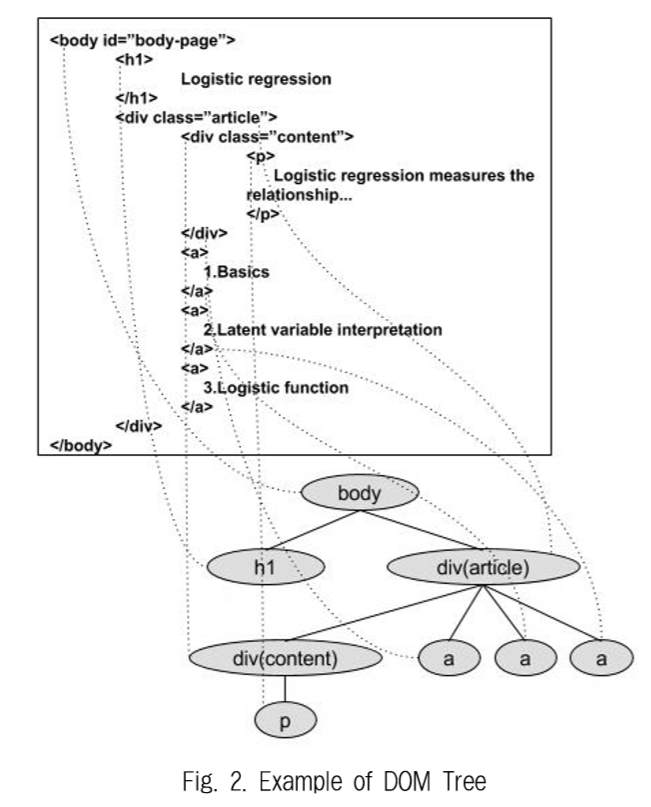 <body id=”body-page”>
<h1>
Logistic regression
</h1>
<div class=”article”>
<div class=”content”>
<p>
Logistic regression measures the
relationship...
</p>
</div>
<a>
1.Basics
</a>
<a>
2.Latent variable interpretation
</a>
<a>
3.Logistic function
</a>
</div>
</body>
body
h1 div(article)
div(content) a a a
p
Fig. 2. Example of DOM Tree